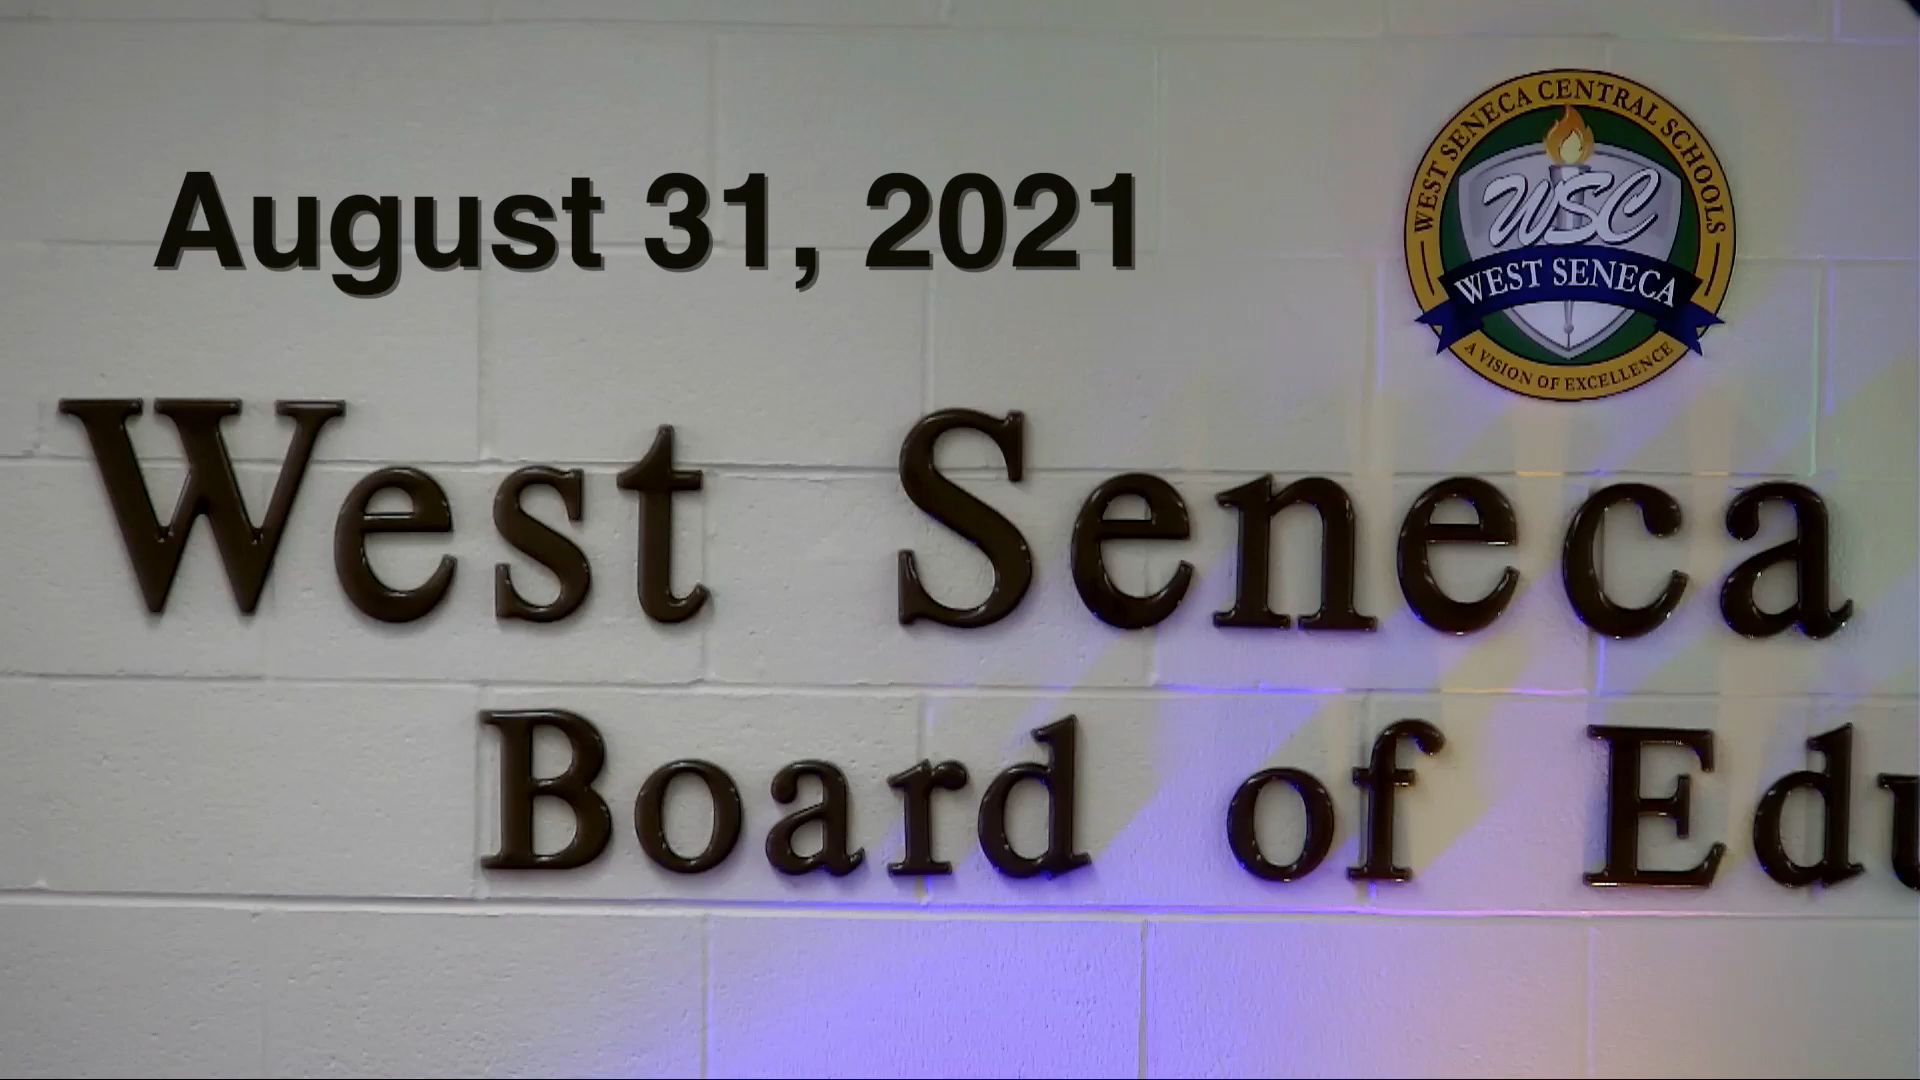 August 31, 2021
WEST SENECA CENTRAL SCHOOLS
WSC
WEST SENECA
A VISION OF EXCELLENCE
West Seneca
Board of Edu